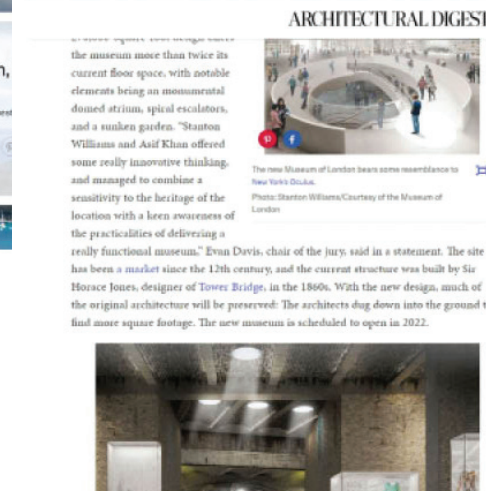 ARCHITECTURAL DIGEST
the museum more than twice its
current floor space, with notable
elements being an monumental
domed atrium, spiral escalators,
and a sunken garden. "Stanton
Williams and Asif Khan offered
some really innovative thinking,
and managed to combine a
sensitivity to the heritage of the
location with a keen awareness of
the practicalities of delivering a
The new Museum of London bears some resemblance to
New York's Oculus.
Photo: Stanton Williams/Courtesy of the Museum of
London
really functional museum," Evan Davis, chair of the jury, said in a statement. The site
has been a market since the 12th century, and the current structure was built by Sir
Horace Jones, designer of Tower Bridge, in the 1860s. With the new design, much of
the original architecture will be preserved: The architects dug down into the ground t
find more square footage. The new museum is scheduled to open in 2022.